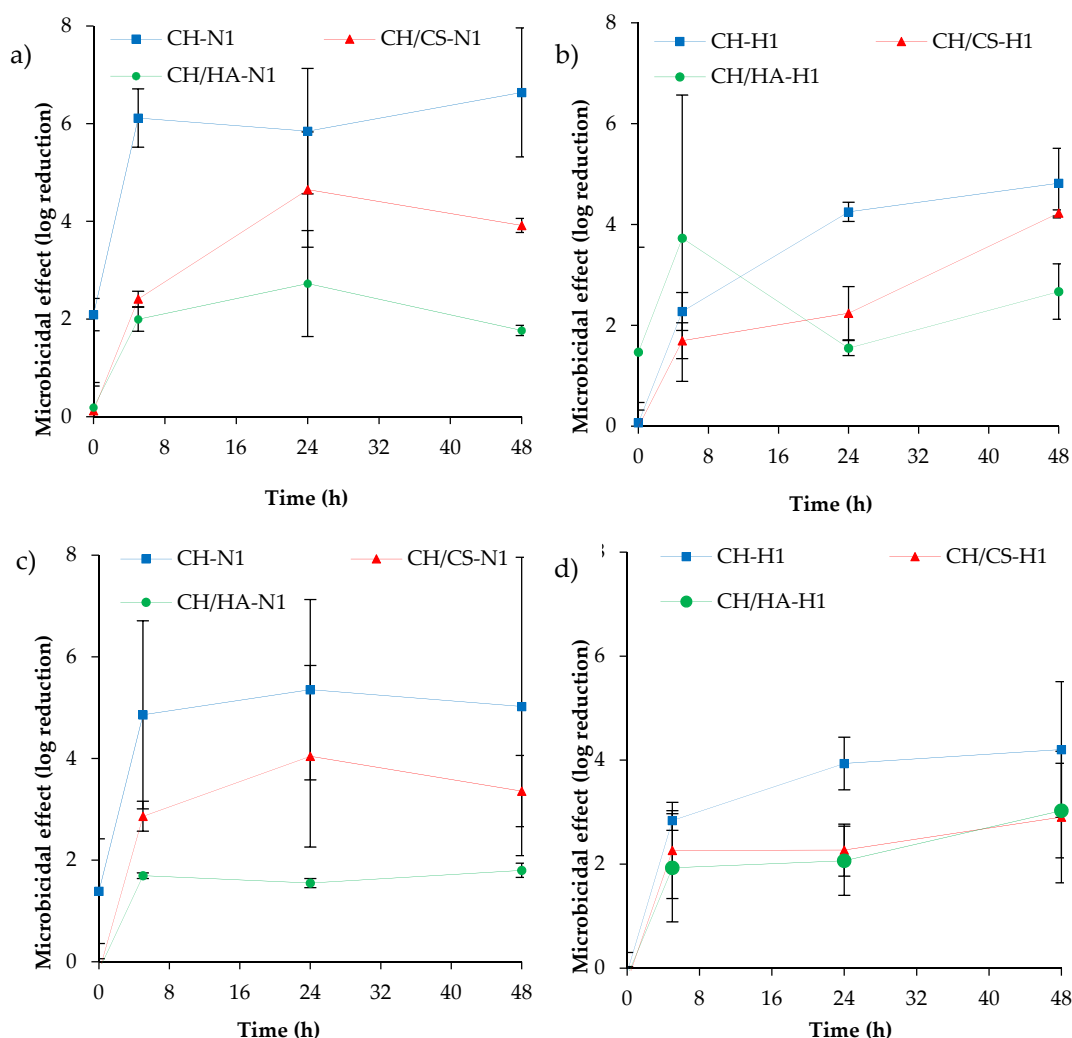 a)
CH-N1 CH/CS-N1
CH/HA-N1
Microbicidal effect (log reduction)
8
6
4
2
0
0 8 16 24 32 40 48
Time (h)
b)
CH-H1 CH/CS-H1
CH/HA-H1
Microbicidal effect (log reduction)
8
6
4
2
0
0 8 16 24 32 40 48
Time (h)
c)
CH-N1 CH/CS-N1
CH/HA-N1
Microbicidal effect (log reduction)
8
6
4
2
0
0 8 16 24 32 40 48
Time (h)
d)
CH-H1 CH/CS-H1
CH/HA-H1
Microbicidal effect (log reduction)
8
6
4
2
0
0 8 16 24 32 40 48
Time (h)